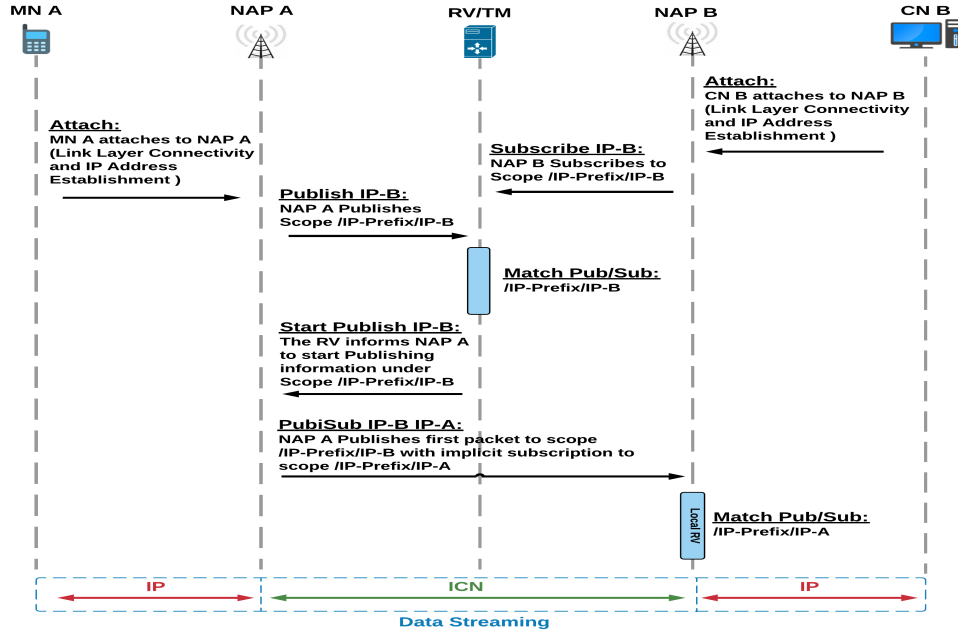 MN A
NAP A
RV/TM
NAP B
CN B
Attach:
CN B attaches to NAP B
(Link Layer Connectivity
and IP Address
Establishment )
Attach:
MN A attaches to NAP A
(Link Layer Connectivity
and IP Address
Establishment )
Subscribe IP-B:
NAP B Subscribes to
Scope /IP-Prefix/IP-B
Publish IP-B:
NAP A Publishes
Scope /IP-Prefix/IP-B
Match Pub/Sub:
/IP-Prefix/IP-B
Start Publish IP-B:
The RV informs NAP A
to start Publishing
information under
Scope /IP-Prefix/IP-B
PubiSub IP-B IP-A:
NAP A Publishes first packet to scope
/IP-Prefix/IP-B with implicit subscription to
scope /IP-Prefix/IP-A
Local RV
Match Pub/Sub:
/IP-Prefix/IP-A
IP
ICN
IP
Data Streaming